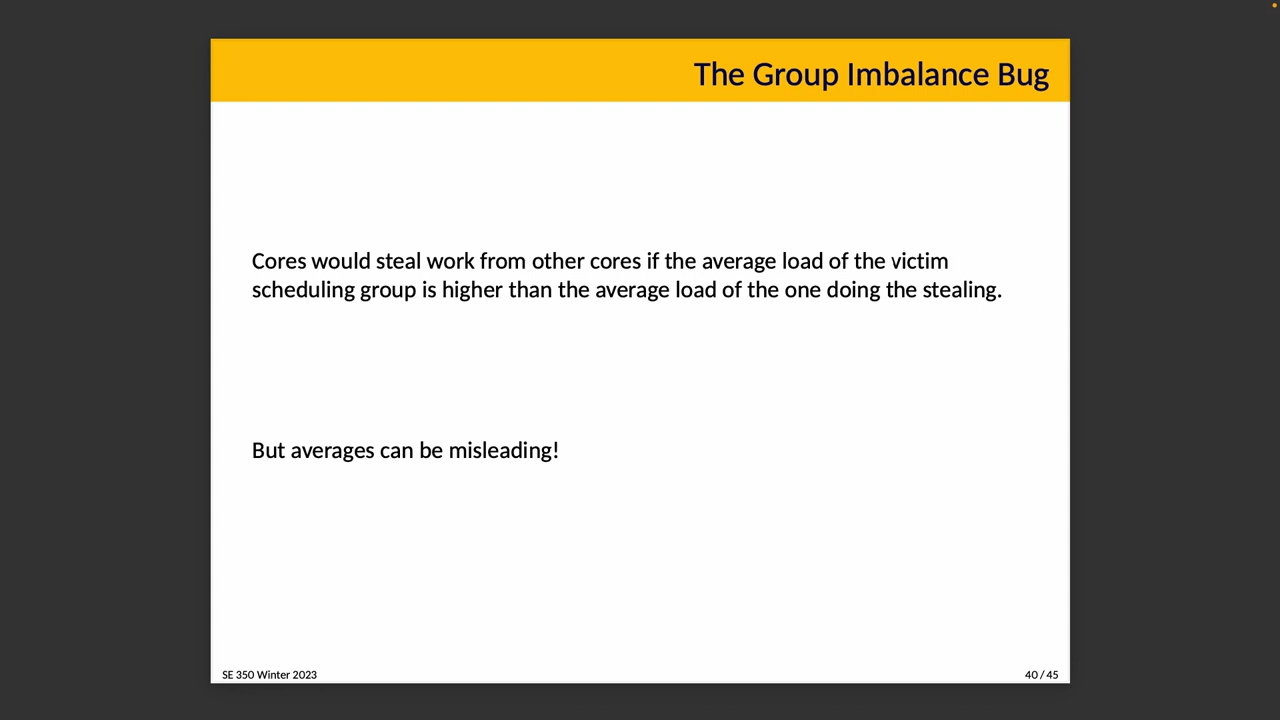 The Group Imbalance Bug
Cores would steal work from other cores if the average load of the victim
scheduling group is higher than the average load of the one doing the stealing.
But averages can be misleading!
SE 350 Winter 2023
40 / 45